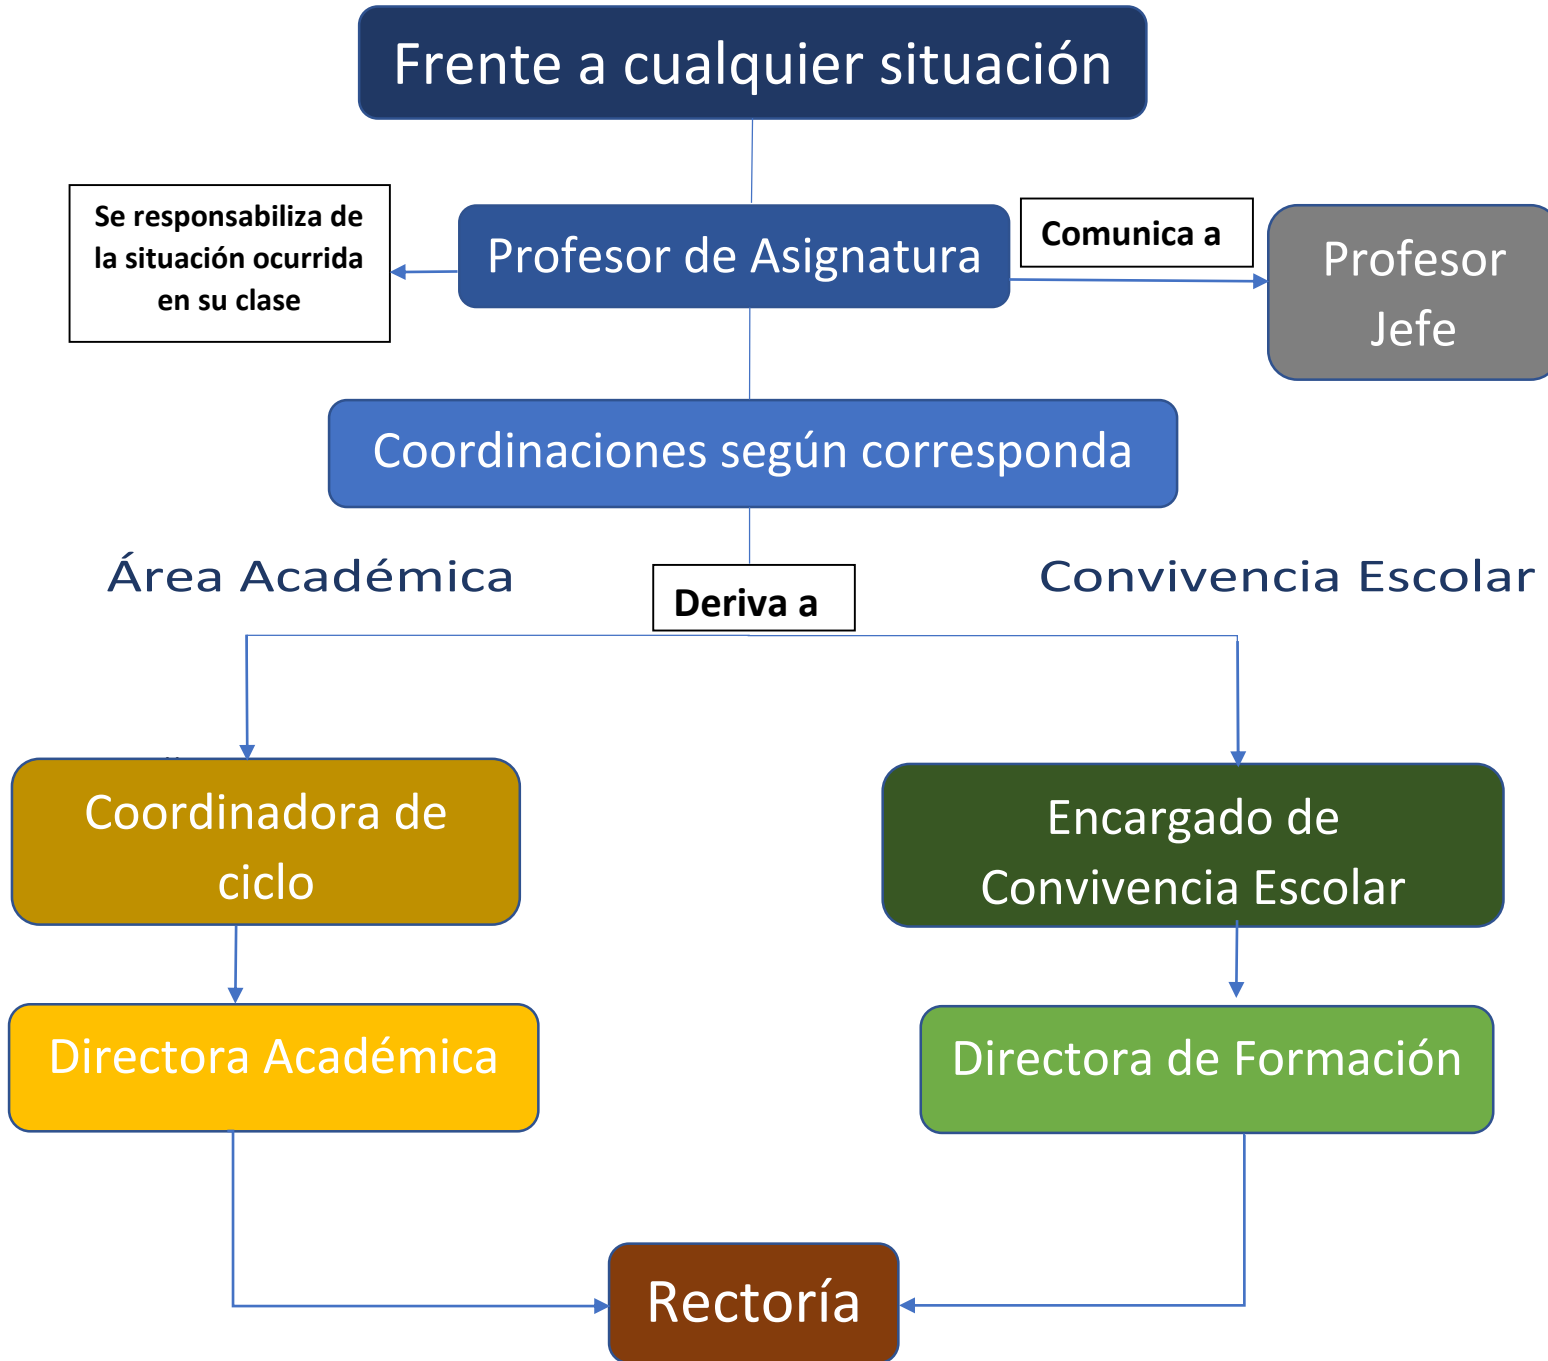 Frente a cualquier situación
Se responsabiliza de
la situación ocurrida
en su clase
Profesor de Asignatura
Comunica a
Profesor
Jefe
Coordinaciones según corresponda
Área Académica
Deriva a
Convivencia Escolar
Coordinadora de
ciclo
Encargado de
Convivencia Escolar
Directora Académica
Directora de Formación
Rectoría